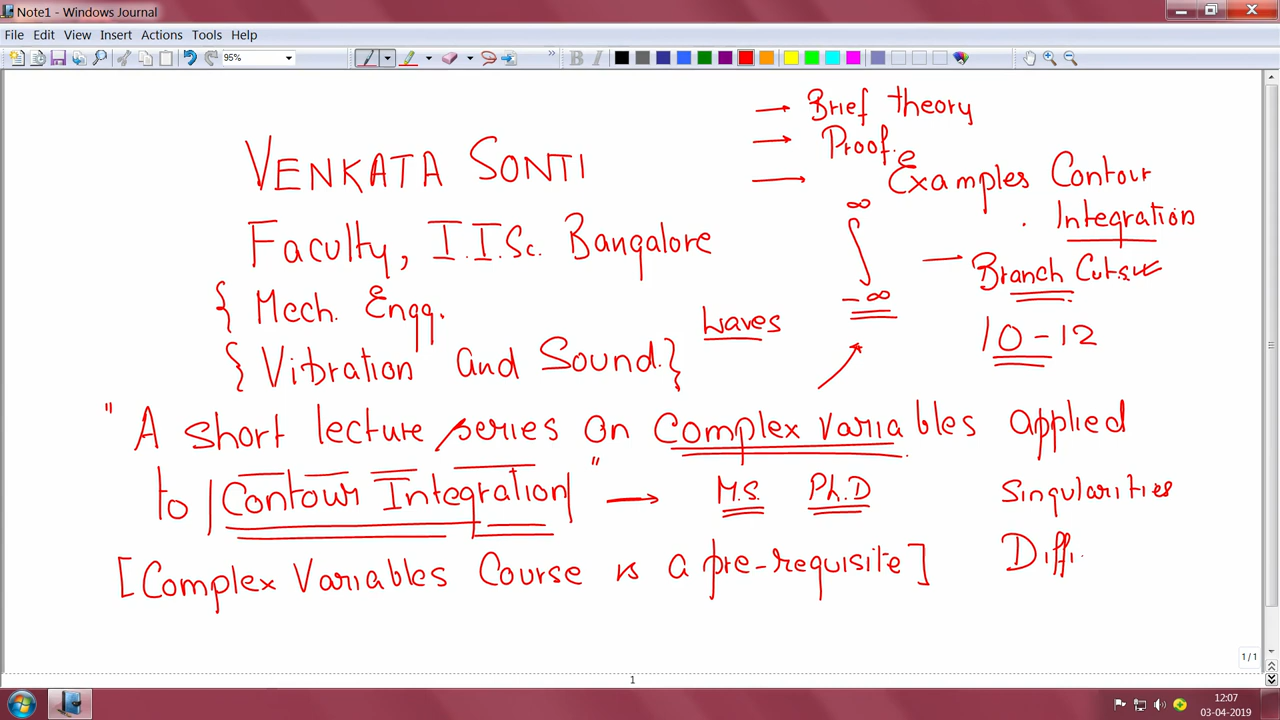 Note1 - Windows Journal
File Edit View Insert Actions Tools Help
95%
B I
→ Brief theory
→ Proof.
→ Examples Contour
Integration
VENKATA SONTI
Faculty, I.I.Sc. Bangalore
∫ ∞ -∞
→ Branch Cuts
{ Mech. Engg.
Waves
10-12
{ Vibration and Sound. }
" A short lecture series on Complex Variables applied
to |Contour Integration| " → M.S. Ph.D
Singularities
[Complex Variables Course is a pre-requisite]
Diffi
1/1
1
12:07
03-04-2019